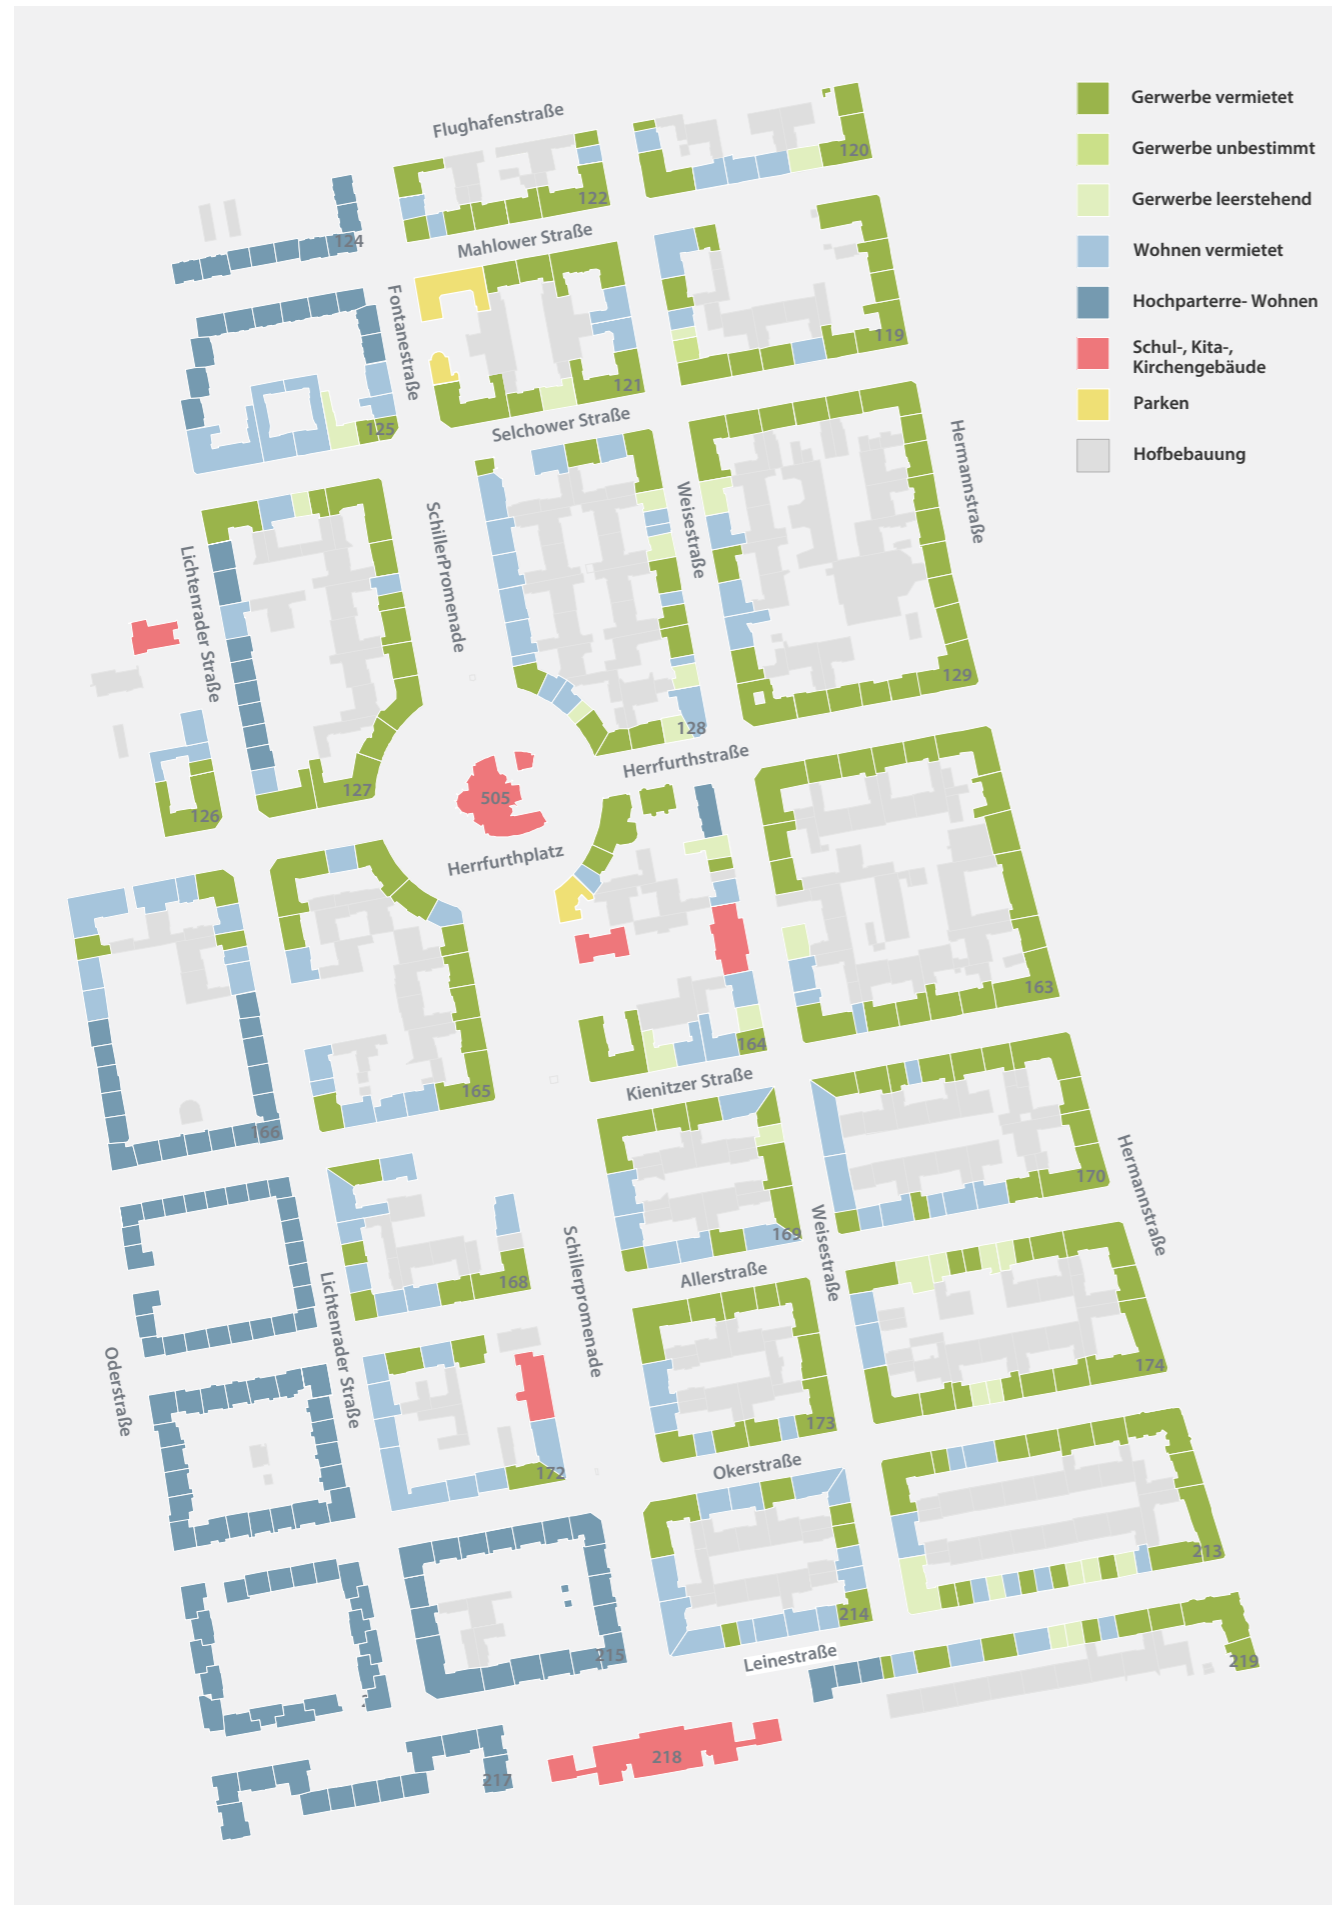 Gerwerbe vermietet
Gerwerbe unbestimmt
Gerwerbe leerstehend
Wohnen vermietet
Hochparterre- Wohnen
Schul-, Kita-,
Kirchengebäude
Parken
Hofbebauung
Flughafenstraße
120
122
124
Mahlower Straße
Fontanestraße
119
121
125
Selchower Straße
Hermannstraße
Weisestraße
SchillerPromenade
Lichtenrader Straße
129
128
Herrfurthstraße
127
505
126
Herrfurthplatz
163
164
Kienitzer Straße
165
166
Hermannstraße
170
Weisestraße
169
Schillerpromenade
Allerstraße
168
Lichtenrader Straße
Oderstraße
174
173
Okerstraße
172
213
214
215
Leinestraße
219
218
217